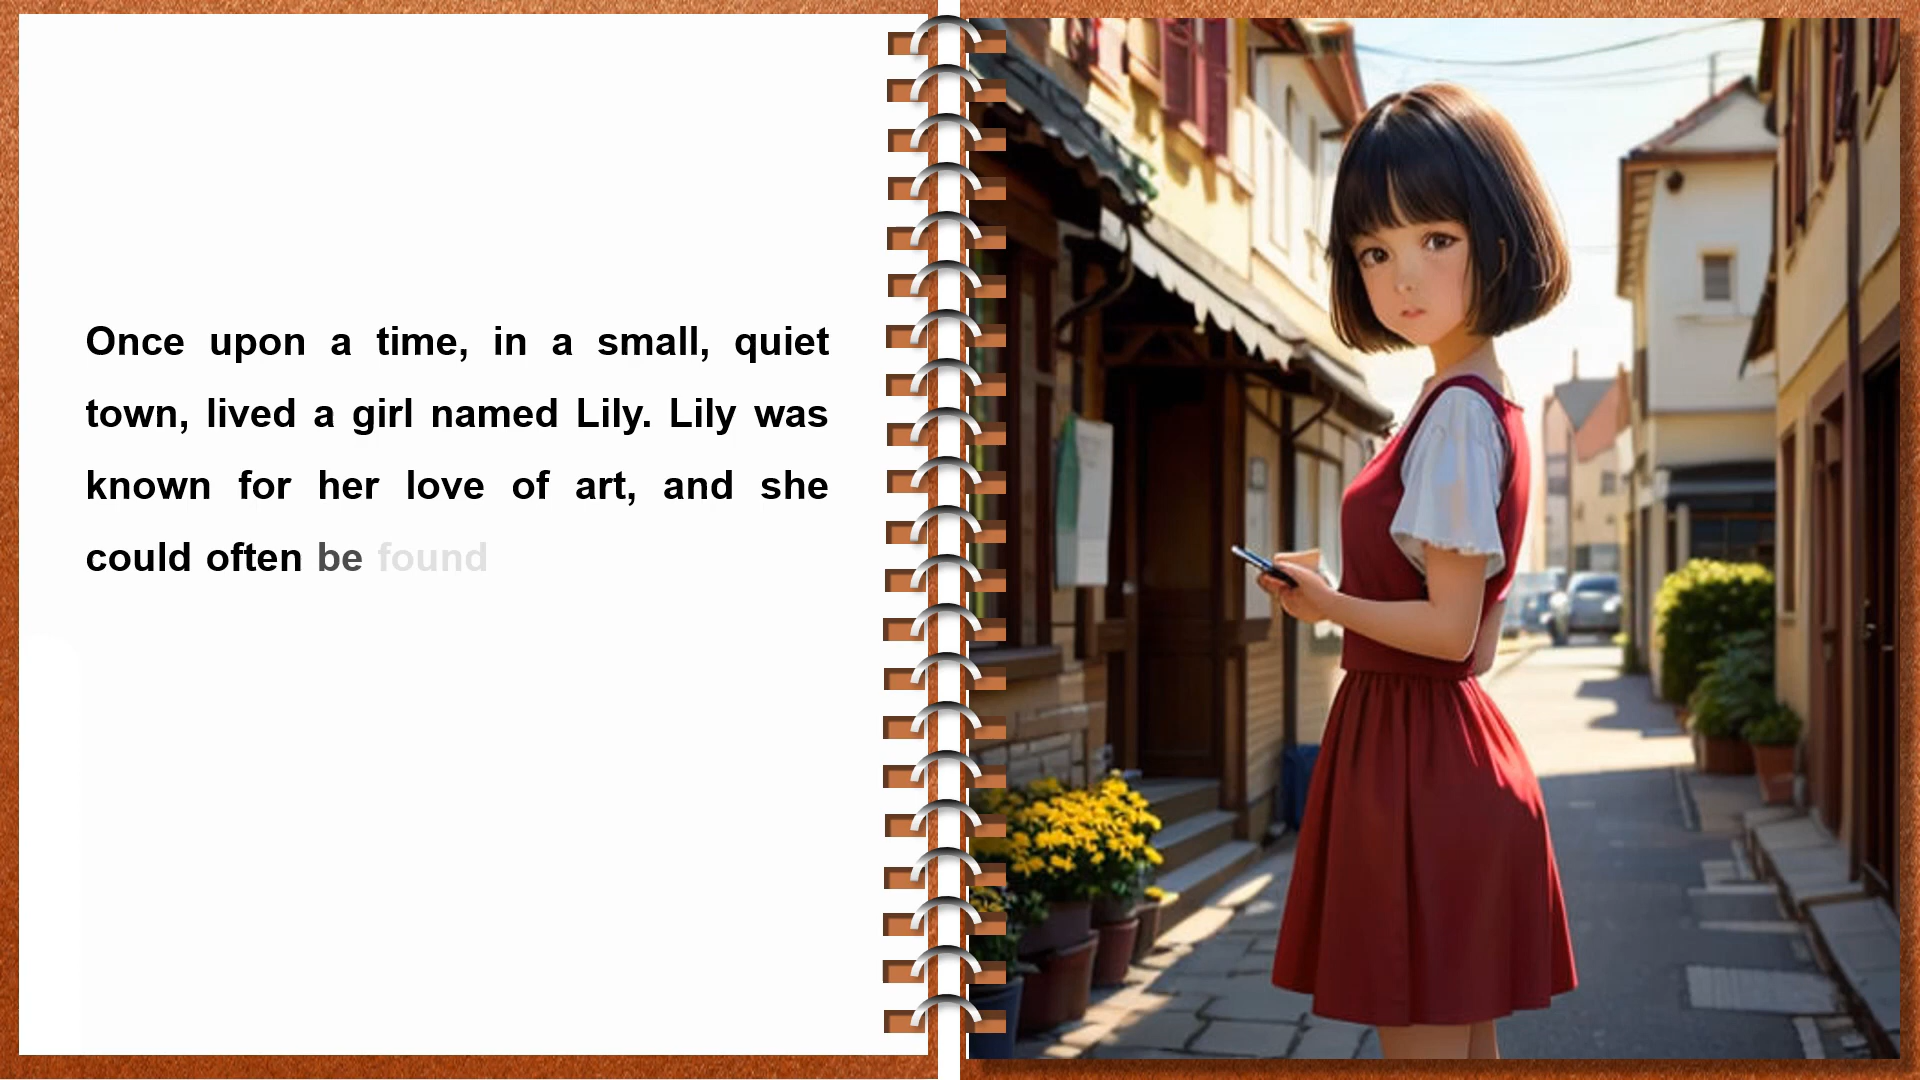 Once upon a time, in a small, quiet
town, lived a girl named Lily. Lily was
known for her love of art, and she
could often be found